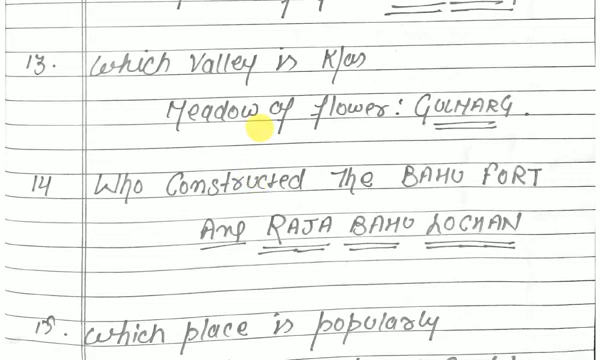 13. Which Valley is K/as
Meadow of flower: GULMARG.
14 Who Constructed The BAHU FORT
Ans RAJA BAHU LOCHAN
15. Which place is popularly